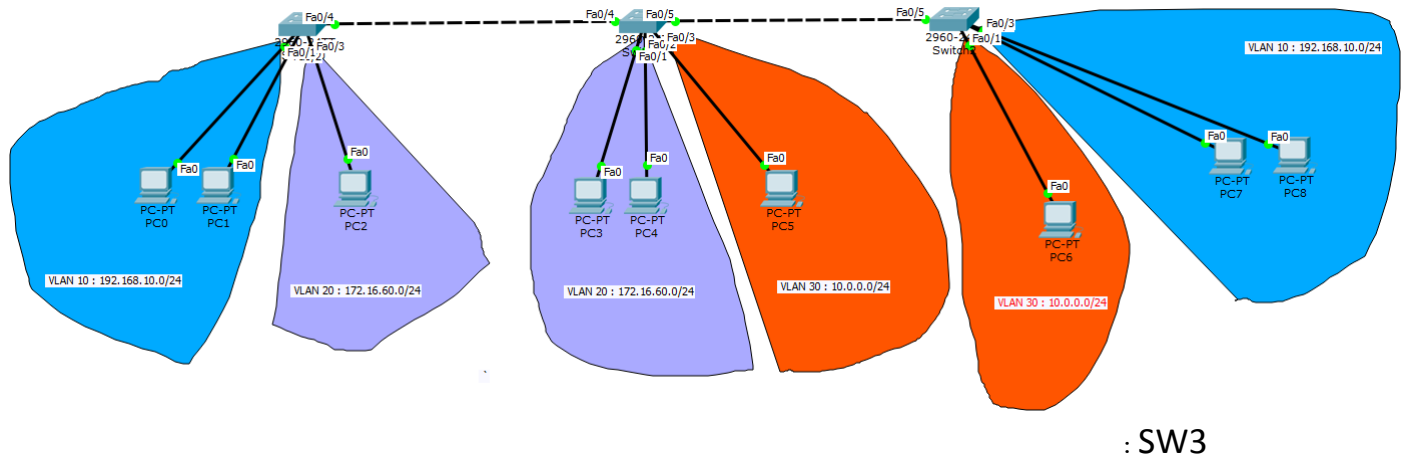 Fa0/4
Fa0/1
Fa0/3
Fa0/4
Fa0/5
Fa0/2
Fa0/3
Fa0/1
Fa0/5
Fa0/3
Fa0/1
Switch2
VLAN 10 : 192.168.10.0/24
Fa0
PC-PT
PC0
Fa0
PC-PT
PC1
Fa0
PC-PT
PC2
Fa0
PC-PT
PC3
Fa0
PC-PT
PC4
Fa0
PC-PT
PC5
Fa0
PC-PT
PC6
Fa0
PC-PT
PC7
Fa0
PC-PT
PC8
VLAN 10 : 192.168.10.0/24
VLAN 20 : 172.16.60.0/24
VLAN 20 : 172.16.60.0/24
VLAN 30 : 10.0.0.0/24
VLAN 30 : 10.0.0.0/24
: SW3